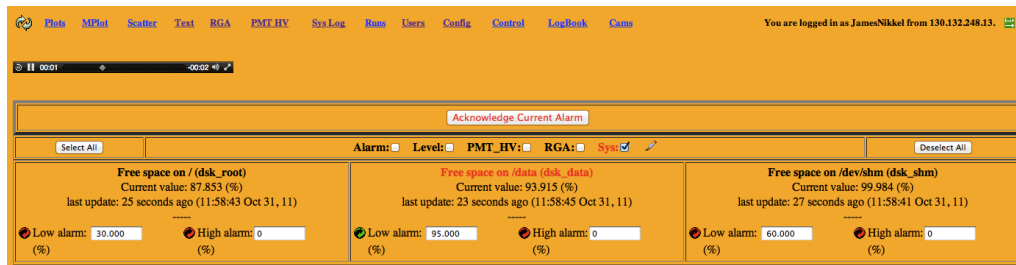 Plots MPlot Scatter Text RGA PMT HV Sys Log Runs Users Config Control LogBook Cams You are logged in as JamesNikkel from 130.132.248.13.
00:01 -00:02
Acknowledge Current Alarm
Select All Alarm: Level: PMT_HV: RGA: Sys: Deselect All
Free space on / (dsk_root)
Current value: 87.853 (%)
last update: 25 seconds ago (11:58:43 Oct 31, 11)
-----
Low alarm: 30.000 High alarm: 0
(%) (%)
Free space on /data (dsk_data)
Current value: 93.915 (%)
last update: 23 seconds ago (11:58:45 Oct 31, 11)
-----
Low alarm: 95.000 High alarm: 0
(%) (%)
Free space on /dev/shm (dsk_shm)
Current value: 99.984 (%)
last update: 27 seconds ago (11:58:41 Oct 31, 11)
-----
Low alarm: 60.000 High alarm: 0
(%) (%)